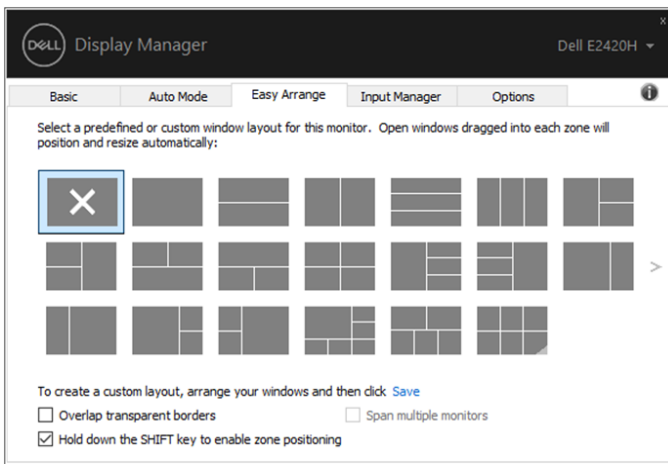 x
DELL Display Manager Dell E2420H
Basic Auto Mode Easy Arrange Input Manager Options i
Select a predefined or custom window layout for this monitor. Open windows dragged into each zone will
position and resize automatically:
>
To create a custom layout, arrange your windows and then click Save
Overlap transparent borders Span multiple monitors
Hold down the SHIFT key to enable zone positioning